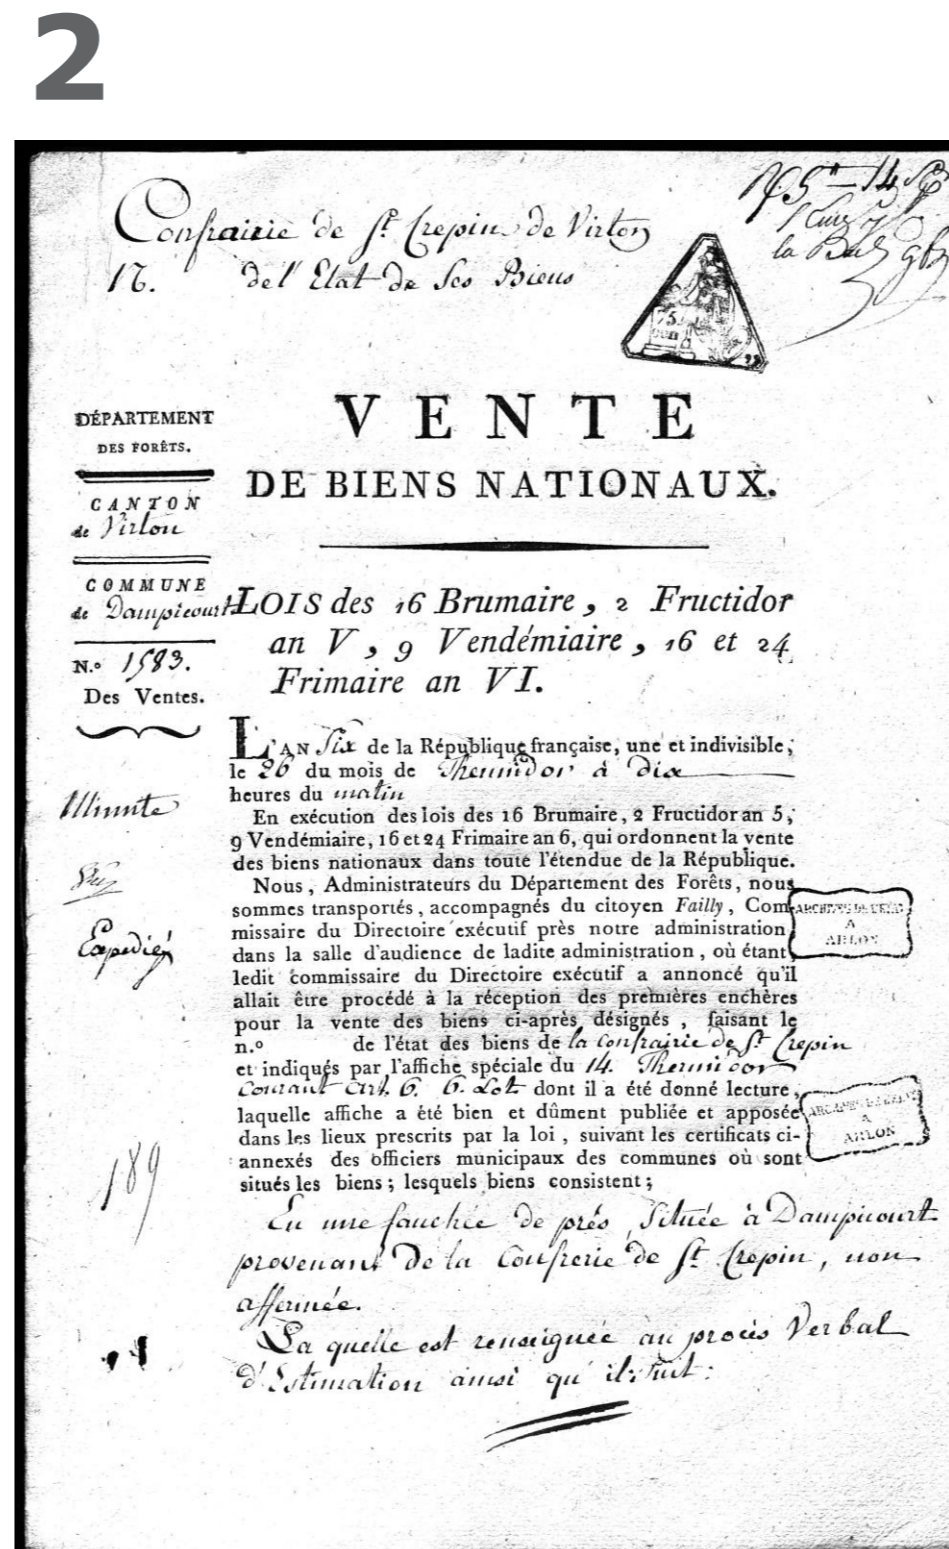 2
Confrairie de St Crepin de Virton
17. de l'Etat de Ses Biens
la
75
VENTE
DE BIENS NATIONAUX.
DÉPARTEMENT
DES FORÊTS.
CANTON
de Virton
COMMUNE
de Dampicourt
N.o 1583.
Des Ventes.
LOIS des 16 Brumaire, 2 Fructidor
an V, 9 Vendémiaire, 16 et 24
Frimaire an VI.
L'AN Six de la République française, une et indivisible,
le 26 du mois de Thermidor à dix
heures du matin
En exécution des lois des 16 Brumaire, 2 Fructidor an 5,
9 Vendémiaire, 16 et 24 Frimaire an 6, qui ordonnent la vente
des biens nationaux dans toute l'étendue de la République.
Nous, Administrateurs du Département des Forêts, nous
sommes transportés, accompagnés du citoyen Failly, Com-
missaire du Directoire exécutif près notre administration
dans la salle d'audience de ladite administration, où étant,
ledit commissaire du Directoire exécutif a annoncé qu'il
allait être procédé à la réception des premières enchères
pour la vente des biens ci-après désignés, faisant le
n.o de l'état des biens de la Confrairie de St Crepin
et indiqués par l'affiche spéciale du 14. Thermidor
Courant art. 6. 6. Lot dont il a été donné lecture,
laquelle affiche a été bien et dûment publiée et apposée
dans les lieux prescrits par la loi, suivant les certificats ci-
annexés des officiers municipaux des communes où sont
situés les biens; lesquels biens consistent;
En une fauchée de prés, Située à Dampicourt
provenant de la Confrerie de St Crepin, non
affermée.
La quelle est renseignée au procès Verbal
d'Estimation ainsi qu'il Suit:
Minute
Expedié
189
ARCHIVES DE L'ETAT
A
ARLON
ARCHIVES DE L'ETAT
A
ARLON